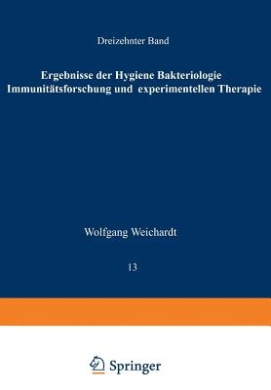 Dreizehnter Band
Ergebnisse der Hygiene Bakteriologie
Immunitätsforschung und experimentellen Therapie
Wolfgang Weichardt
13
Springer